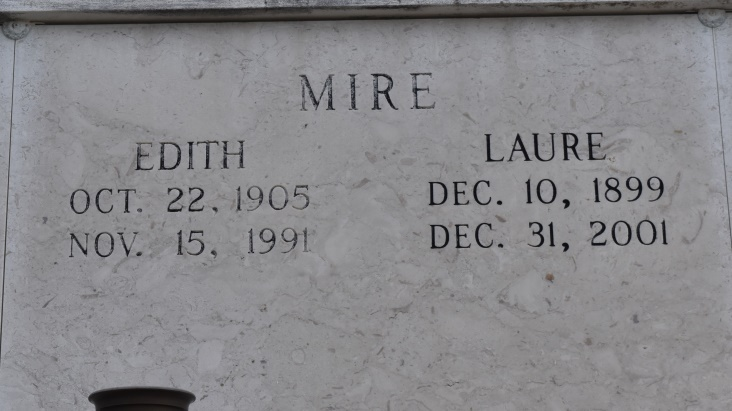 MIRE
EDITH
OCT. 22, 1905
NOV. 15, 1991
LAURE
DEC. 10, 1899
DEC. 31, 2001